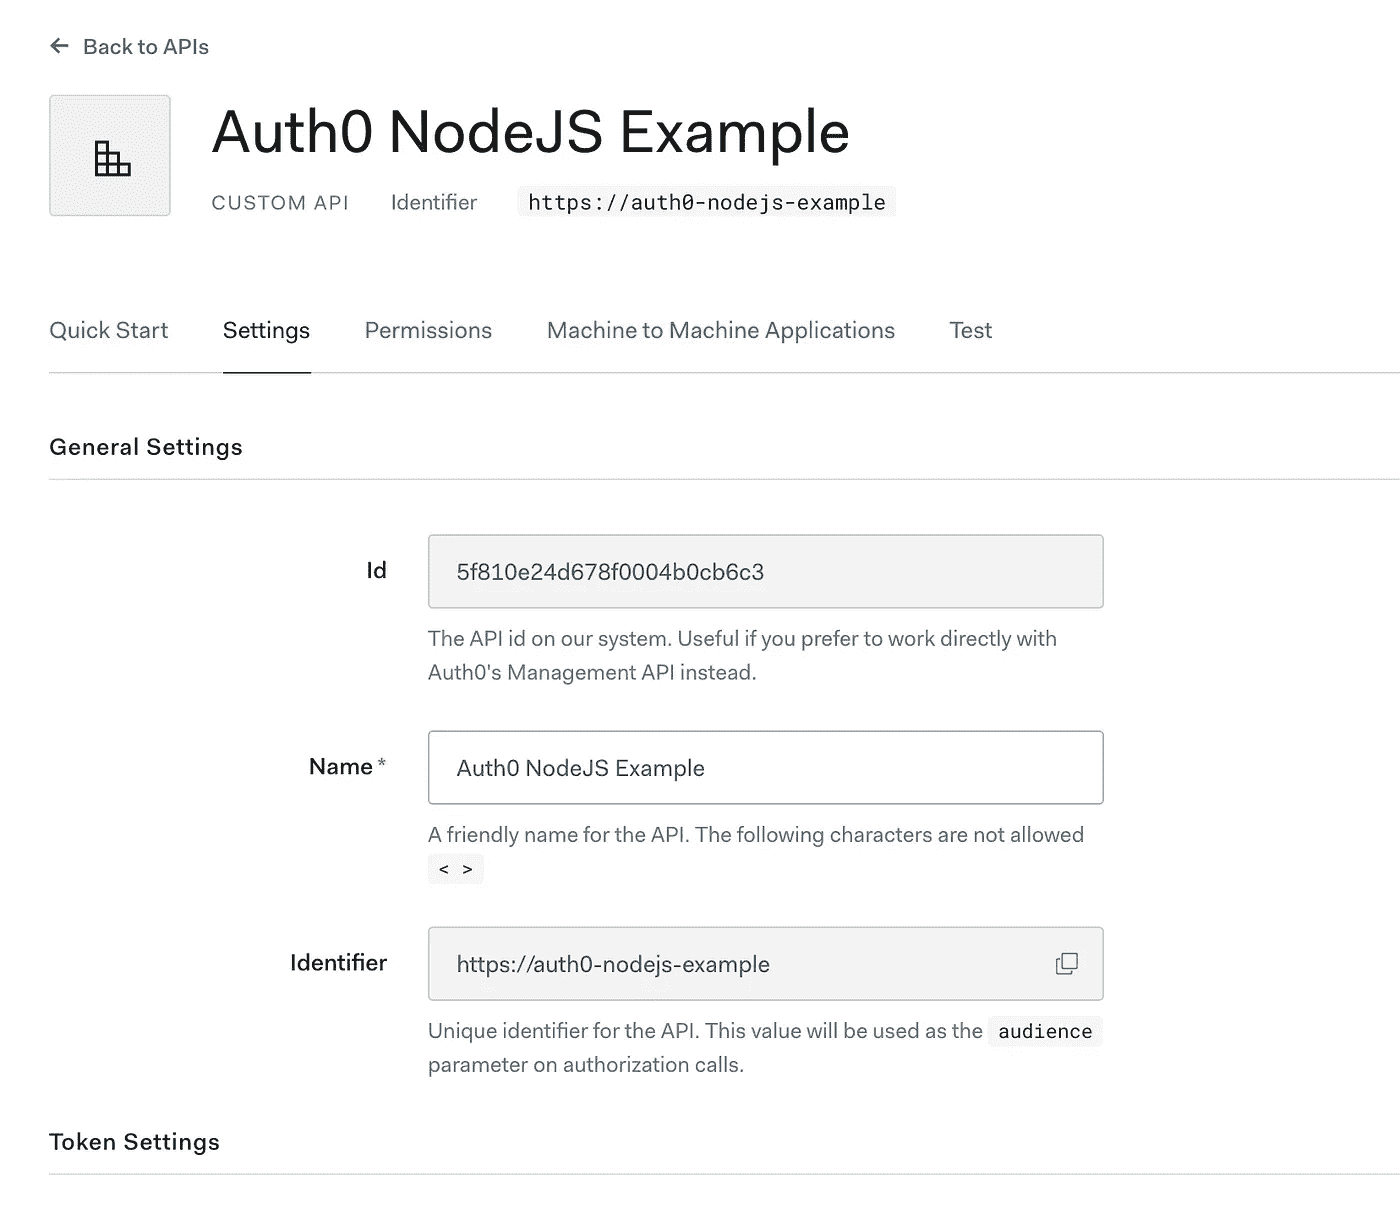 Back to APIs
Auth0 NodeJS Example
CUSTOM API Identifier https://auth0-nodejs-example
Quick Start Settings Permissions Machine to Machine Applications Test
General Settings
Id 5f810e24d678f0004b0cb6c3
The API id on our system. Useful if you prefer to work directly with
Auth0's Management API instead.
Name * Auth0 NodeJS Example
A friendly name for the API. The following characters are not allowed
< >
Identifier https://auth0-nodejs-example
Unique identifier for the API. This value will be used as the audience
parameter on authorization calls.
Token Settings